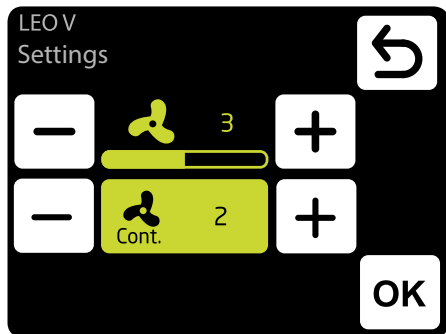 LEO V
Settings
− 3 +
− Cont. 2 +
OK